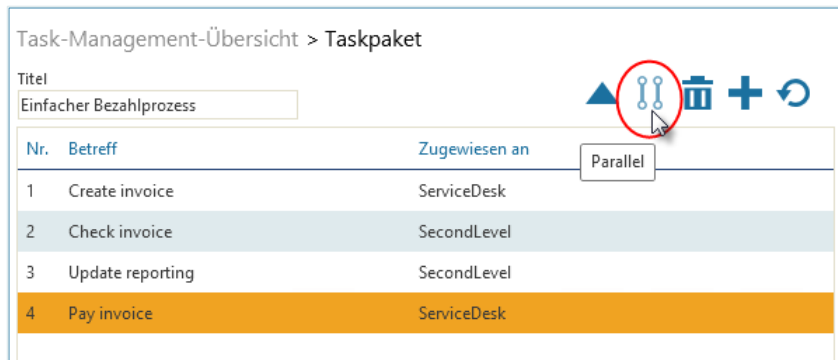 Task-Management-Übersicht > Taskpaket
Titel
Einfacher Bezahlprozess
Nr. Betreff Zugewiesen an
Parallel
1 Create invoice ServiceDesk
2 Check invoice SecondLevel
3 Update reporting SecondLevel
4 Pay invoice ServiceDesk